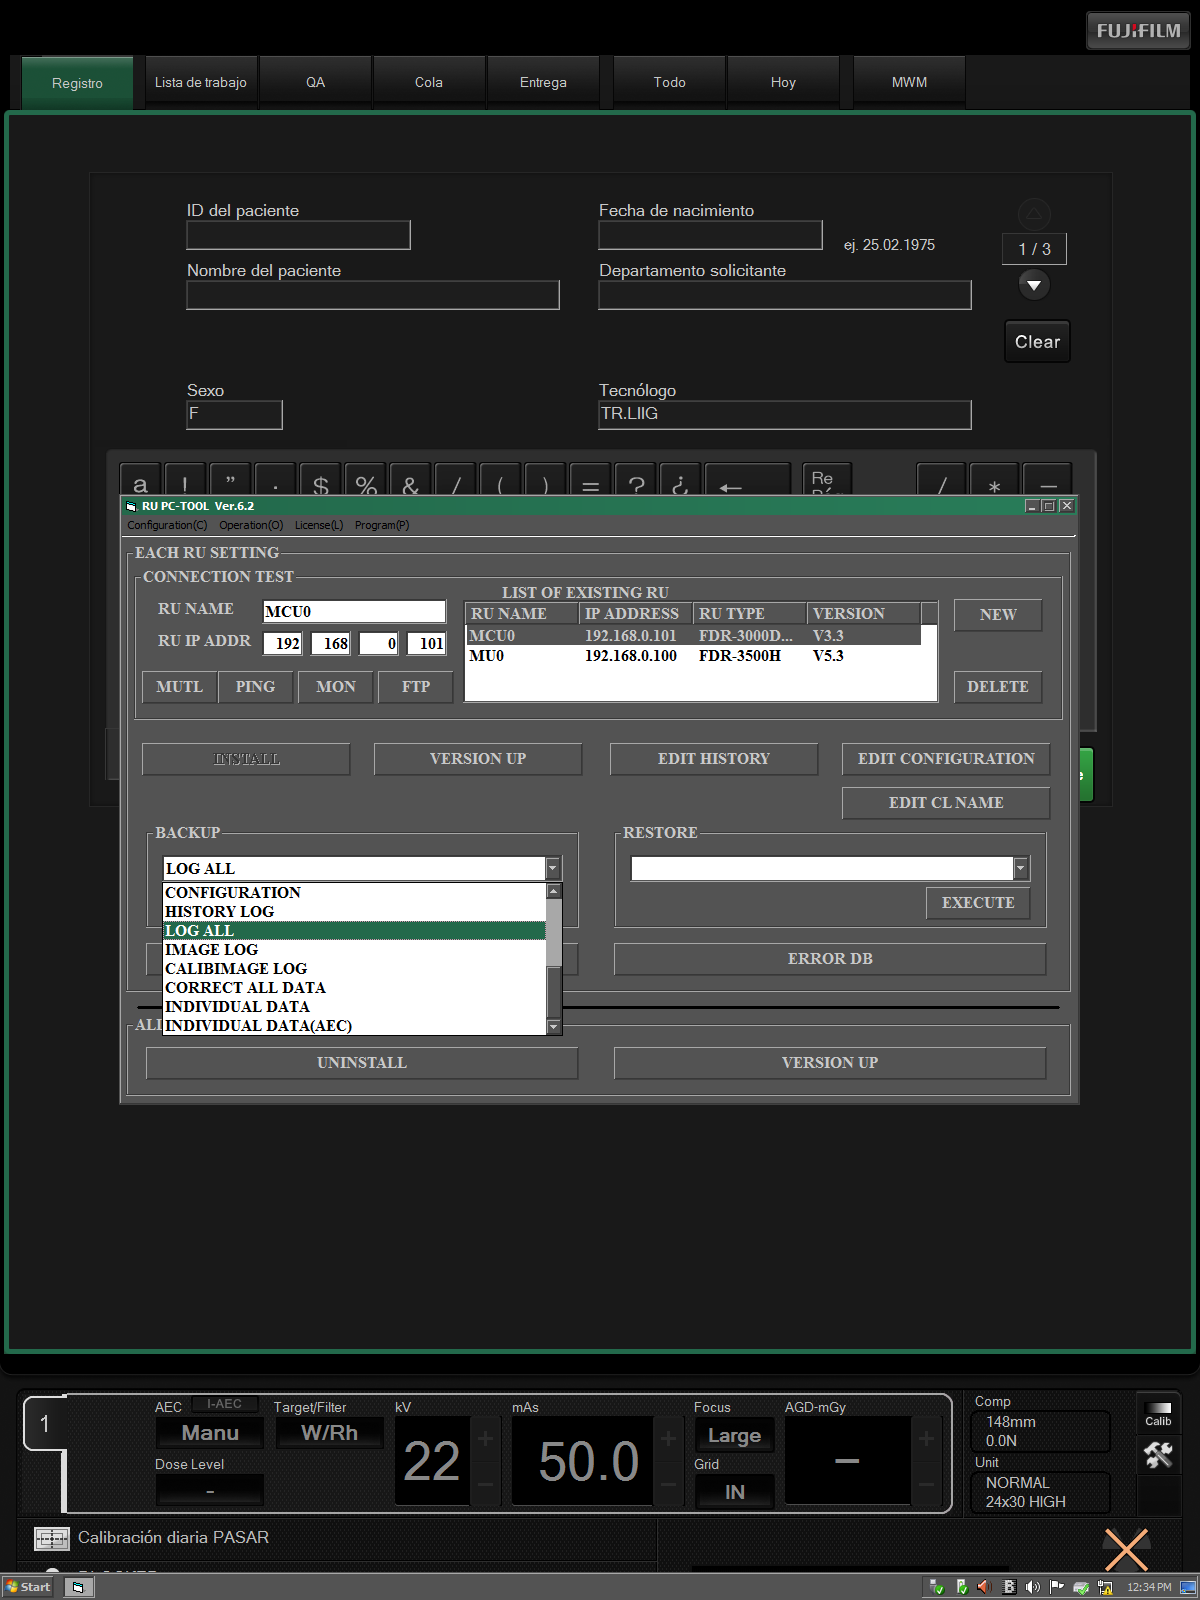 FUJIFILM
Registro
Lista de trabajo
QA
Cola
Entrega
Todo
Hoy
MWM
ID del paciente
Fecha de nacimiento
ej. 25.02.1975
1 / 3
Nombre del paciente
Departamento solicitante
Clear
Sexo
Tecnólogo
F
TR.LIIG
a ! " . $ % & / ( ) = ? ¿ ← Re / * −
RU PC-TOOL Ver.6.2
Configuration(C) Operation(O) License(L) Program(P)
EACH RU SETTING
CONNECTION TEST
LIST OF EXISTING RU
RU NAME MCU0
RU IP ADDR 192 168 0 101
RU NAME IP ADDRESS RU TYPE VERSION
MCU0 192.168.0.101 FDR-3000D... V3.3
MU0 192.168.0.100 FDR-3500H V5.3
NEW
MUTL PING MON FTP
DELETE
INSTALL
VERSION UP
EDIT HISTORY
EDIT CONFIGURATION
EDIT CL NAME
BACKUP
RESTORE
LOG ALL
CONFIGURATION
HISTORY LOG
LOG ALL
IMAGE LOG
CALIBIMAGE LOG
CORRECT ALL DATA
INDIVIDUAL DATA
INDIVIDUAL DATA(AEC)
EXECUTE
ERROR DB
UNINSTALL
VERSION UP
1
AEC I-AEC
Manu
Dose Level
-
Target/Filter
W/Rh
kV
22
mAs
50.0
Focus
Large
Grid
IN
AGD-mGy
−
Comp
148mm
0.0N
Unit
NORMAL
24x30 HIGH
Calib
Calibración diaria PASAR
Start
12:34 PM